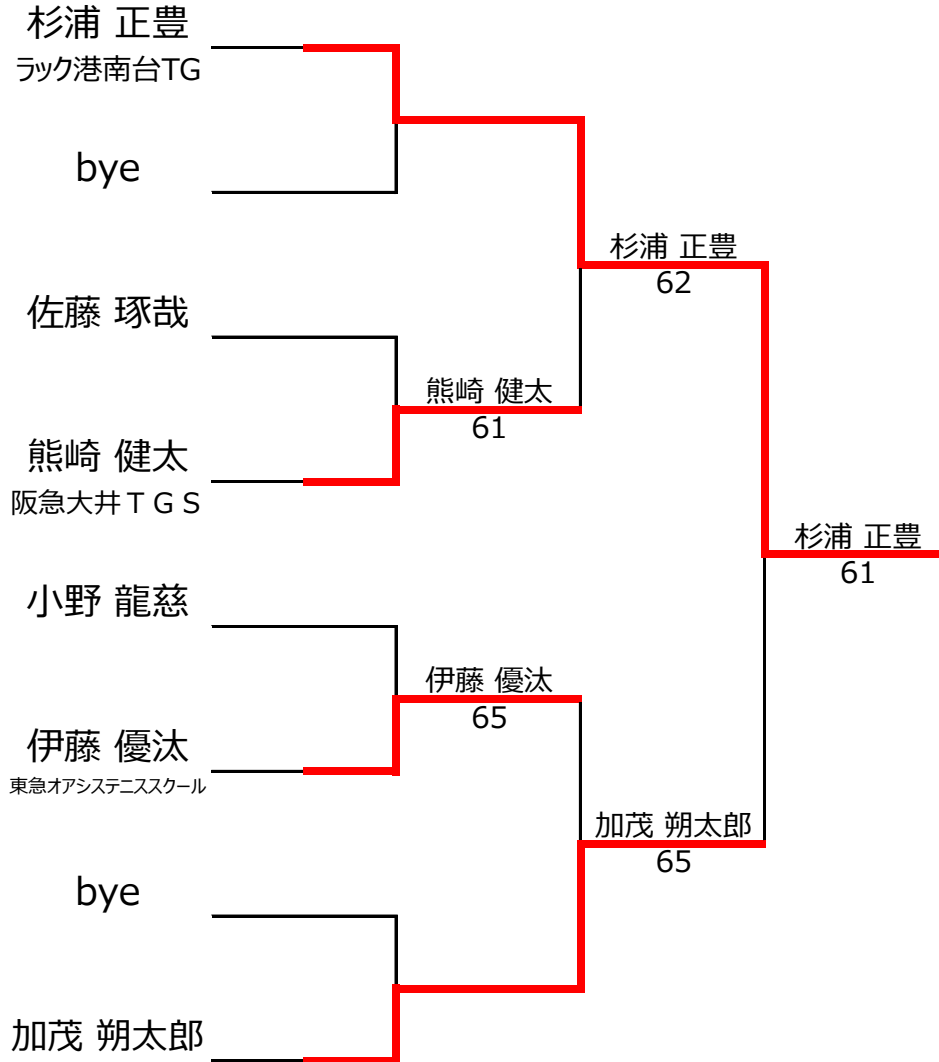 杉浦 正豊
ラック港南台TG
bye
杉浦 正豊
62
佐藤 琢哉
熊崎 健太
61
熊崎 健太
阪急大井ＴＧＳ
杉浦 正豊
61
小野 龍慈
伊藤 優汰
65
伊藤 優汰
東急オアシステニススクール
加茂 朔太郎
65
bye
加茂 朔太郎